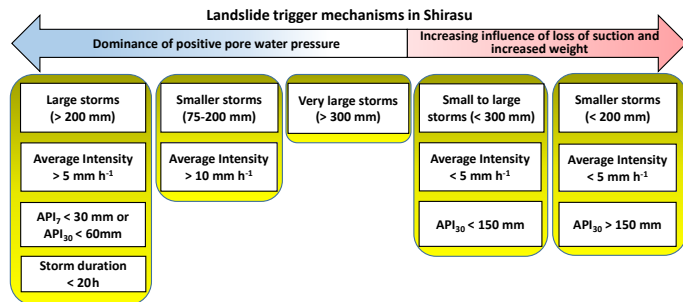 Landslide trigger mechanisms in Shirasu
Dominance of positive pore water pressure
Increasing influence of loss of suction and
increased weight
Large storms
(> 200 mm)
Average Intensity
> 5 mm h⁻¹
API₇ < 30 mm or
API₃₀ < 60mm
Storm duration
< 20h
Smaller storms
(75-200 mm)
Average Intensity
> 10 mm h⁻¹
Very large storms
(> 300 mm)
Small to large
storms (< 300 mm)
Average Intensity
< 5 mm h⁻¹
API₃₀ < 150 mm
Smaller storms
(< 200 mm)
Average Intensity
< 5 mm h⁻¹
API₃₀ > 150 mm